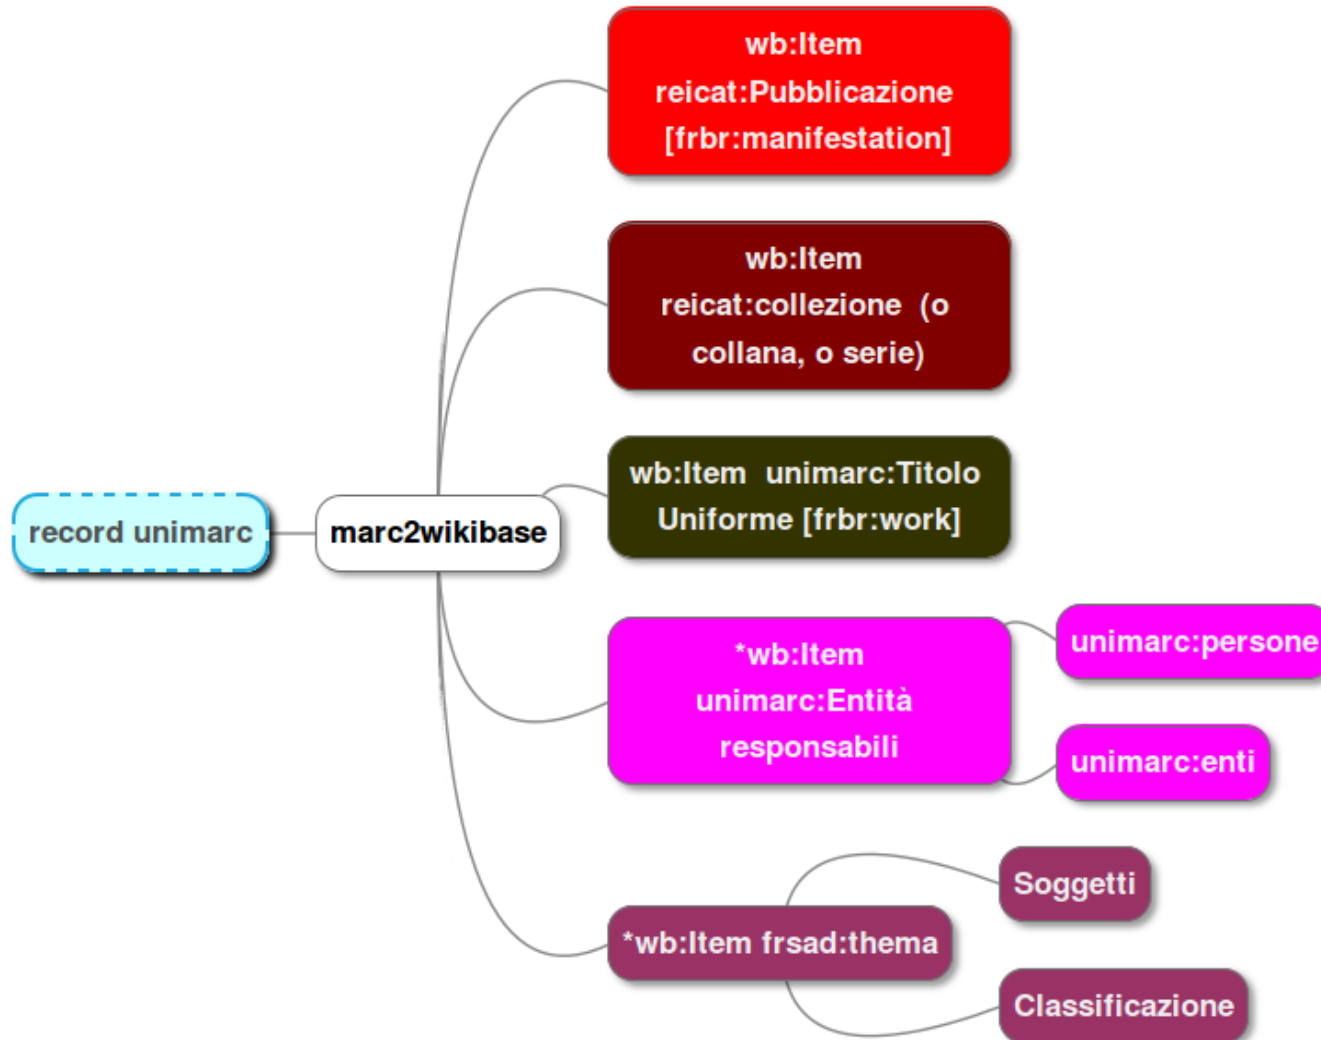 wb:Item
reicat:Pubblicazione
[frbr:manifestation]
wb:Item
reicat:collezione (o
collana, o serie)
wb:Item unimarc:Titolo
Uniforme [frbr:work]
record unimarc
marc2wikibase
*wb:Item
unimarc:Entità
responsabili
unimarc:persone
unimarc:enti
*wb:Item frsad:thema
Soggetti
Classificazione